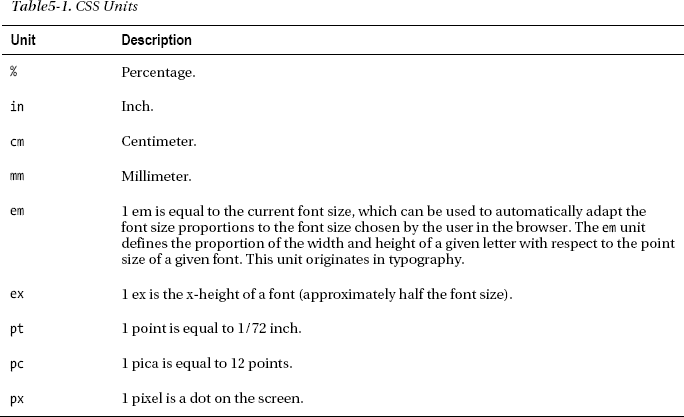 Table5-1. CSS Units
Unit Description
% Percentage.
in Inch.
cm Centimeter.
mm Millimeter.
em 1 em is equal to the current font size, which can be used to automatically adapt the
font size proportions to the font size chosen by the user in the browser. The em unit
defines the proportion of the width and height of a given letter with respect to the point
size of a given font. This unit originates in typography.
ex 1 ex is the x-height of a font (approximately half the font size).
pt 1 point is equal to 1/72 inch.
pc 1 pica is equal to 12 points.
px 1 pixel is a dot on the screen.